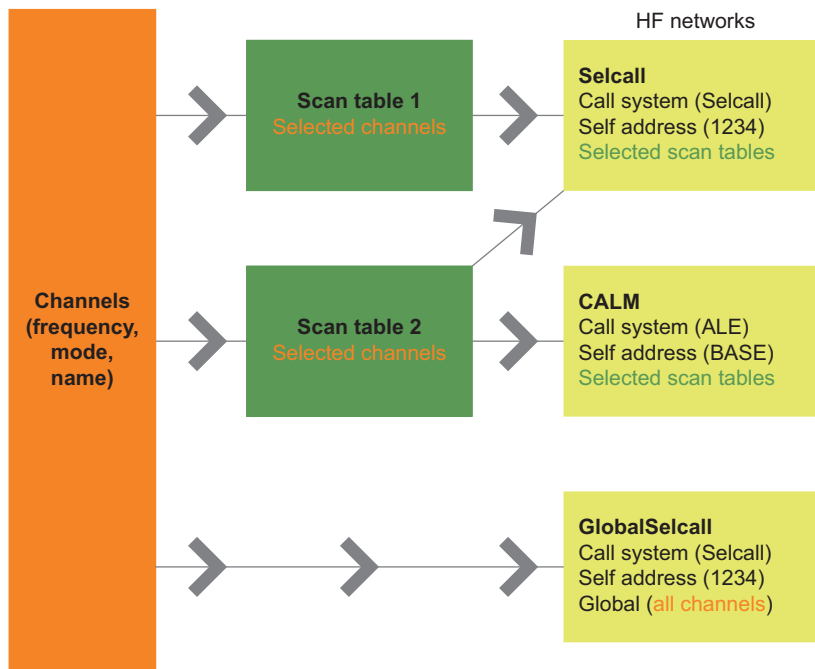 HF networks
Channels
(frequency,
mode,
name)
Scan table 1
Selected channels
Selcall
Call system (Selcall)
Self address (1234)
Selected scan tables
Scan table 2
Selected channels
CALM
Call system (ALE)
Self address (BASE)
Selected scan tables
GlobalSelcall
Call system (Selcall)
Self address (1234)
Global (all channels)